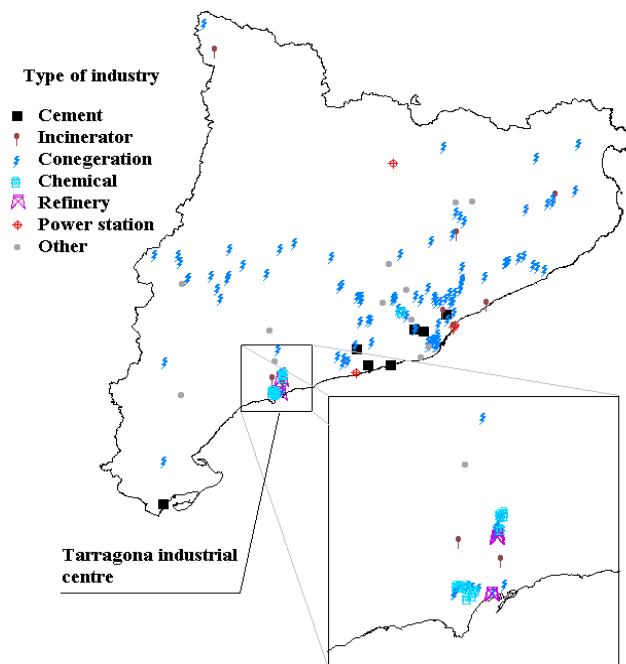 Type of industry
Cement
Incinerator
Conegeration
Chemical
Refinery
Power station
Other
Tarragona industrial
centre